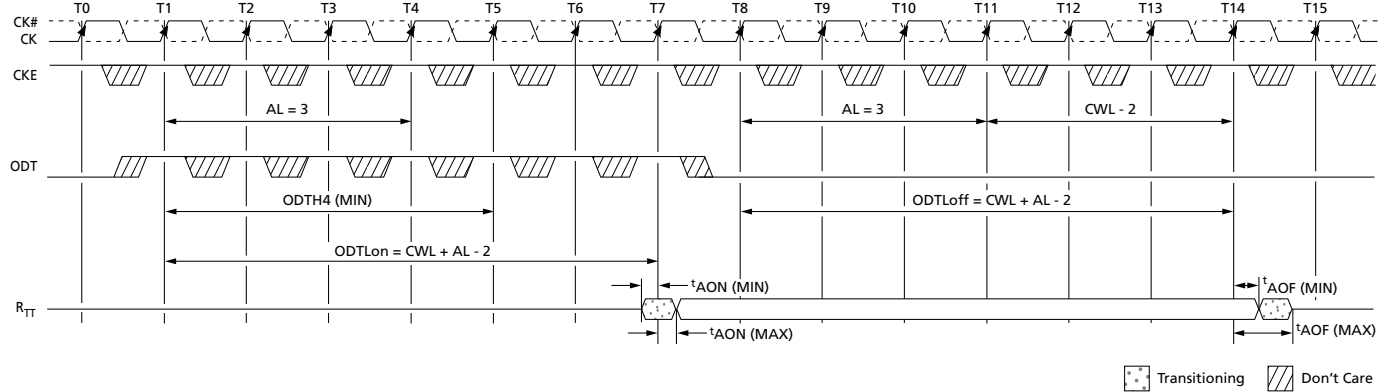 T0 T1 T2 T3 T4 T5 T6 T7 T8 T9 T10 T11 T12 T13 T14 T15
CK#
CK
CKE
AL = 3 AL = 3 CWL - 2
ODT
ODTH4 (MIN) ODTLoff = CWL + AL - 2
ODTLon = CWL + AL - 2
tAON (MIN) tAOF (MIN)
RTT
tAON (MAX) tAOF (MAX)
Transitioning Don't Care